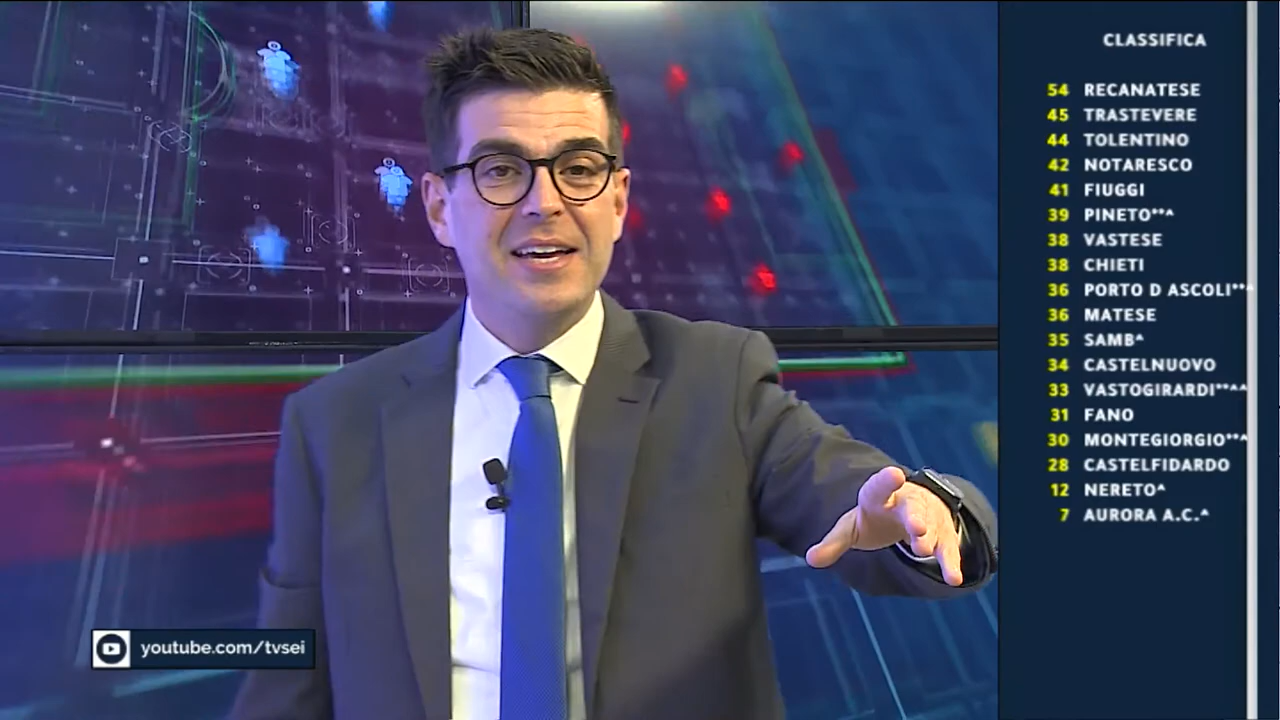 CLASSIFICA
54 RECANATESE
45 TRASTEVERE
44 TOLENTINO
42 NOTARESCO
41 FIUGGI
39 PINETO**^
38 VASTESE
38 CHIETI
36 PORTO D ASCOLI**^
36 MATESE
35 SAMB^
34 CASTELNUOVO
33 VASTOGIRARDI**^^
31 FANO
30 MONTEGIORGIO**^
28 CASTELFIDARDO
12 NERETO^
7 AURORA A.C.^
youtube.com/tvsei